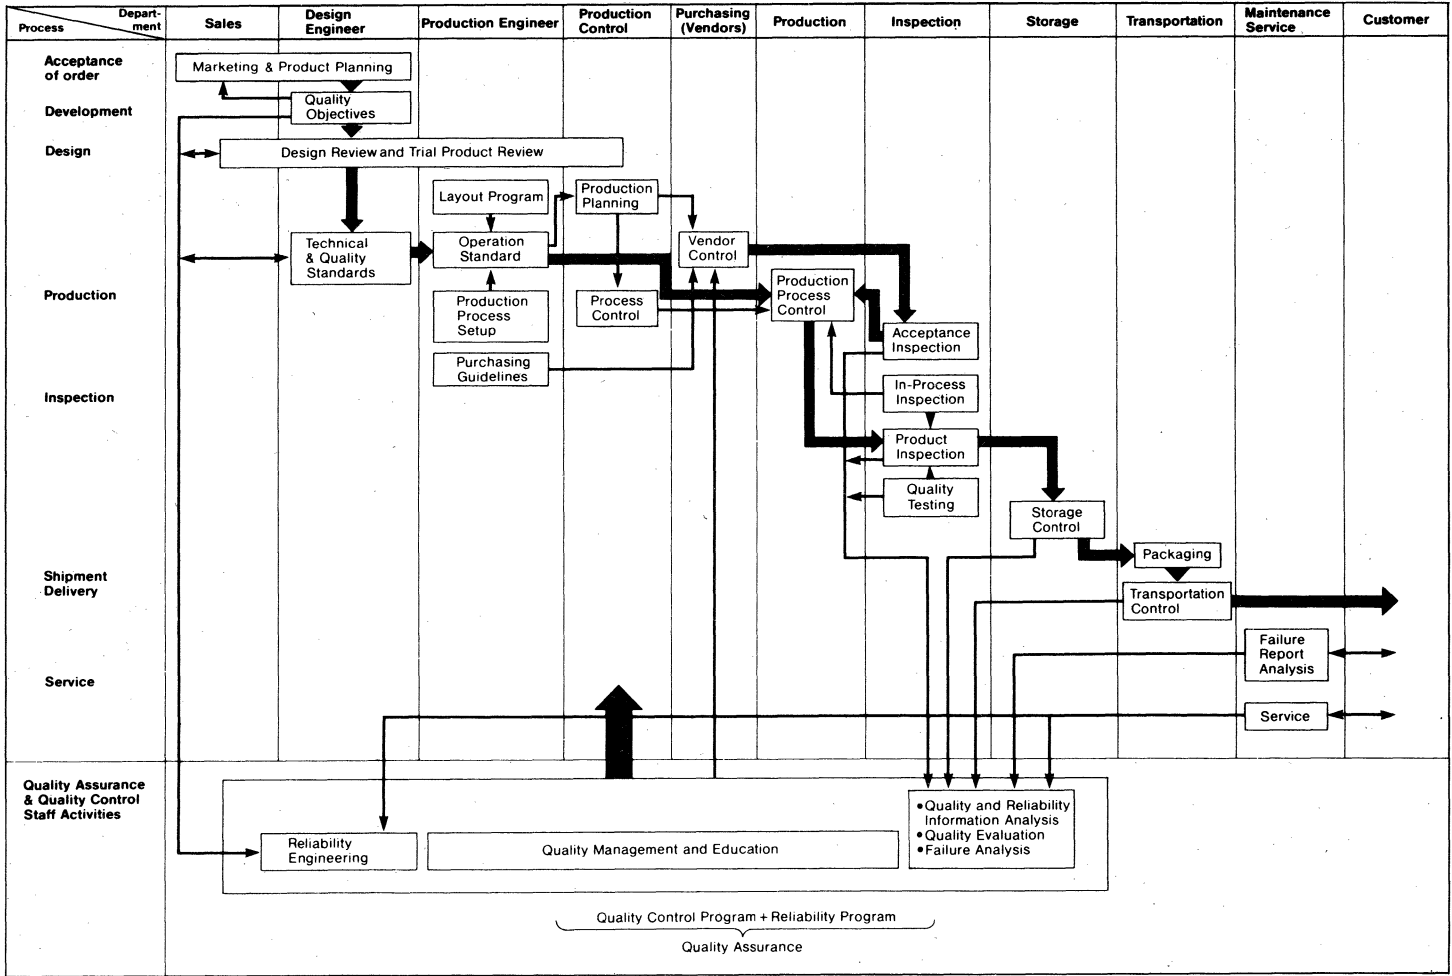 Depart-
ment
Process
Sales
Design
Engineer
Production Engineer
Production
Control
Purchasing
(Vendors)
Production
Inspection
Storage
Transportation
Maintenance
Service
Customer
Acceptance
of order
Marketing & Product Planning
Development
Quality
Objectives
Design
Design Review and Trial Product Review
Layout Program
Production
Planning
Technical
& Quality
Standards
Operation
Standard
Vendor
Control
Production
Production
Process
Setup
Process
Control
Production
Process
Control
Acceptance
Inspection
Purchasing
Guidelines
Inspection
In-Process
Inspection
Product
Inspection
Quality
Testing
Storage
Control
Packaging
Shipment
Delivery
Transportation
Control
Failure
Report
Analysis
Service
Service
Quality Assurance
& Quality Control
Staff Activities
Reliability
Engineering
Quality Management and Education
•Quality and Reliability
Information Analysis
•Quality Evaluation
•Failure Analysis
Quality Control Program + Reliability Program
Quality Assurance